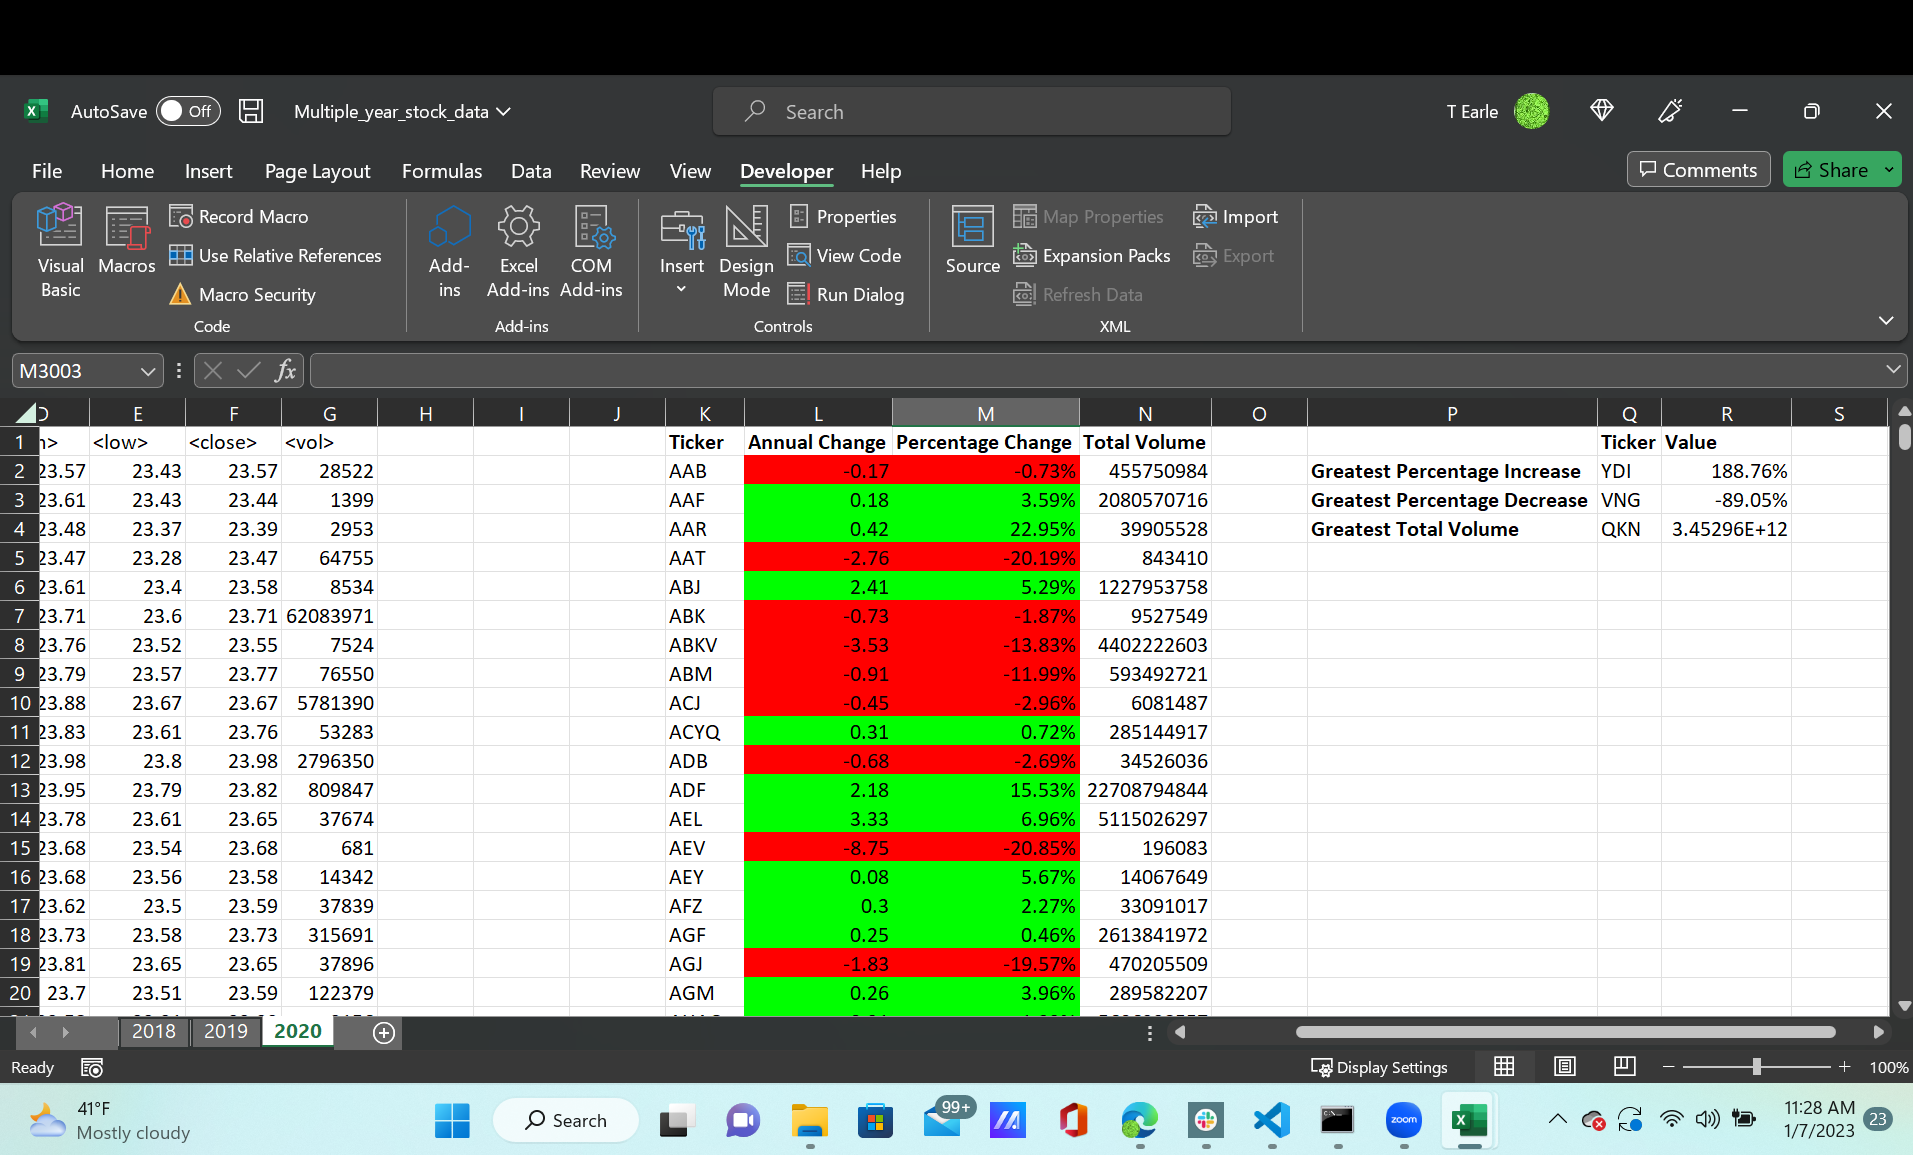 AutoSave Off Multiple_year_stock_data Search T Earle
File Home Insert Page Layout Formulas Data Review View Developer Help Comments Share
Visual Basic Macros Record Macro Use Relative References Macro Security Code
Add-ins Excel Add-ins COM Add-ins Add-ins
Insert Design Mode Properties View Code Run Dialog Controls
Source Map Properties Expansion Packs Refresh Data Import Export XML
M3003 fx
D E F G H I J K L M N O P Q R S
1 n> <low> <close> <vol> Ticker Annual Change Percentage Change Total Volume Ticker Value
2 23.57 23.43 23.57 28522 AAB -0.17 -0.73% 455750984 Greatest Percentage Increase YDI 188.76%
3 23.61 23.43 23.44 1399 AAF 0.18 3.59% 2080570716 Greatest Percentage Decrease VNG -89.05%
4 23.48 23.37 23.39 2953 AAR 0.42 22.95% 39905528 Greatest Total Volume QKN 3.45296E+12
5 23.47 23.28 23.47 64755 AAT -2.76 -20.19% 843410
6 23.61 23.4 23.58 8534 ABJ 2.41 5.29% 1227953758
7 23.71 23.6 23.71 62083971 ABK -0.73 -1.87% 9527549
8 23.76 23.52 23.55 7524 ABKV -3.53 -13.83% 4402222603
9 23.79 23.57 23.77 76550 ABM -0.91 -11.99% 593492721
10 23.88 23.67 23.67 5781390 ACJ -0.45 -2.96% 6081487
11 23.83 23.61 23.76 53283 ACYQ 0.31 0.72% 285144917
12 23.98 23.8 23.98 2796350 ADB -0.68 -2.69% 34526036
13 23.95 23.79 23.82 809847 ADF 2.18 15.53% 22708794844
14 23.78 23.61 23.65 37674 AEL 3.33 6.96% 5115026297
15 23.68 23.54 23.68 681 AEV -8.75 -20.85% 196083
16 23.68 23.56 23.58 14342 AEY 0.08 5.67% 14067649
17 23.62 23.5 23.59 37839 AFZ 0.3 2.27% 33091017
18 23.73 23.58 23.73 315691 AGF 0.25 0.46% 2613841972
19 23.81 23.65 23.65 37896 AGJ -1.83 -19.57% 470205509
20 23.7 23.51 23.59 122379 AGM 0.26 3.96% 289582207
2018 2019 2020
Ready Display Settings 100%
41°F
Mostly cloudy
Search 99+ zoom
11:28 AM
1/7/2023 23